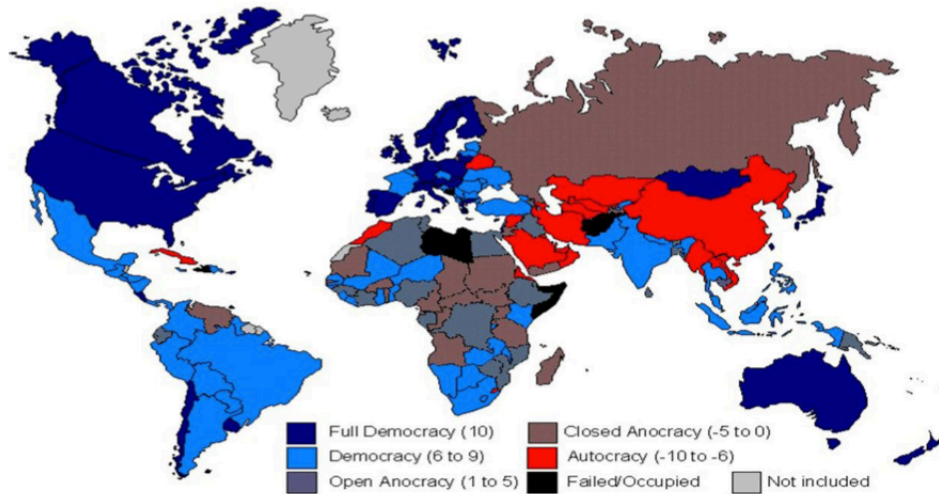 Full Democracy (10) Closed Anocracy (-5 to 0)
Democracy (6 to 9) Autocracy (-10 to -6)
Open Anocracy (1 to 5) Failed/Occupied Not included